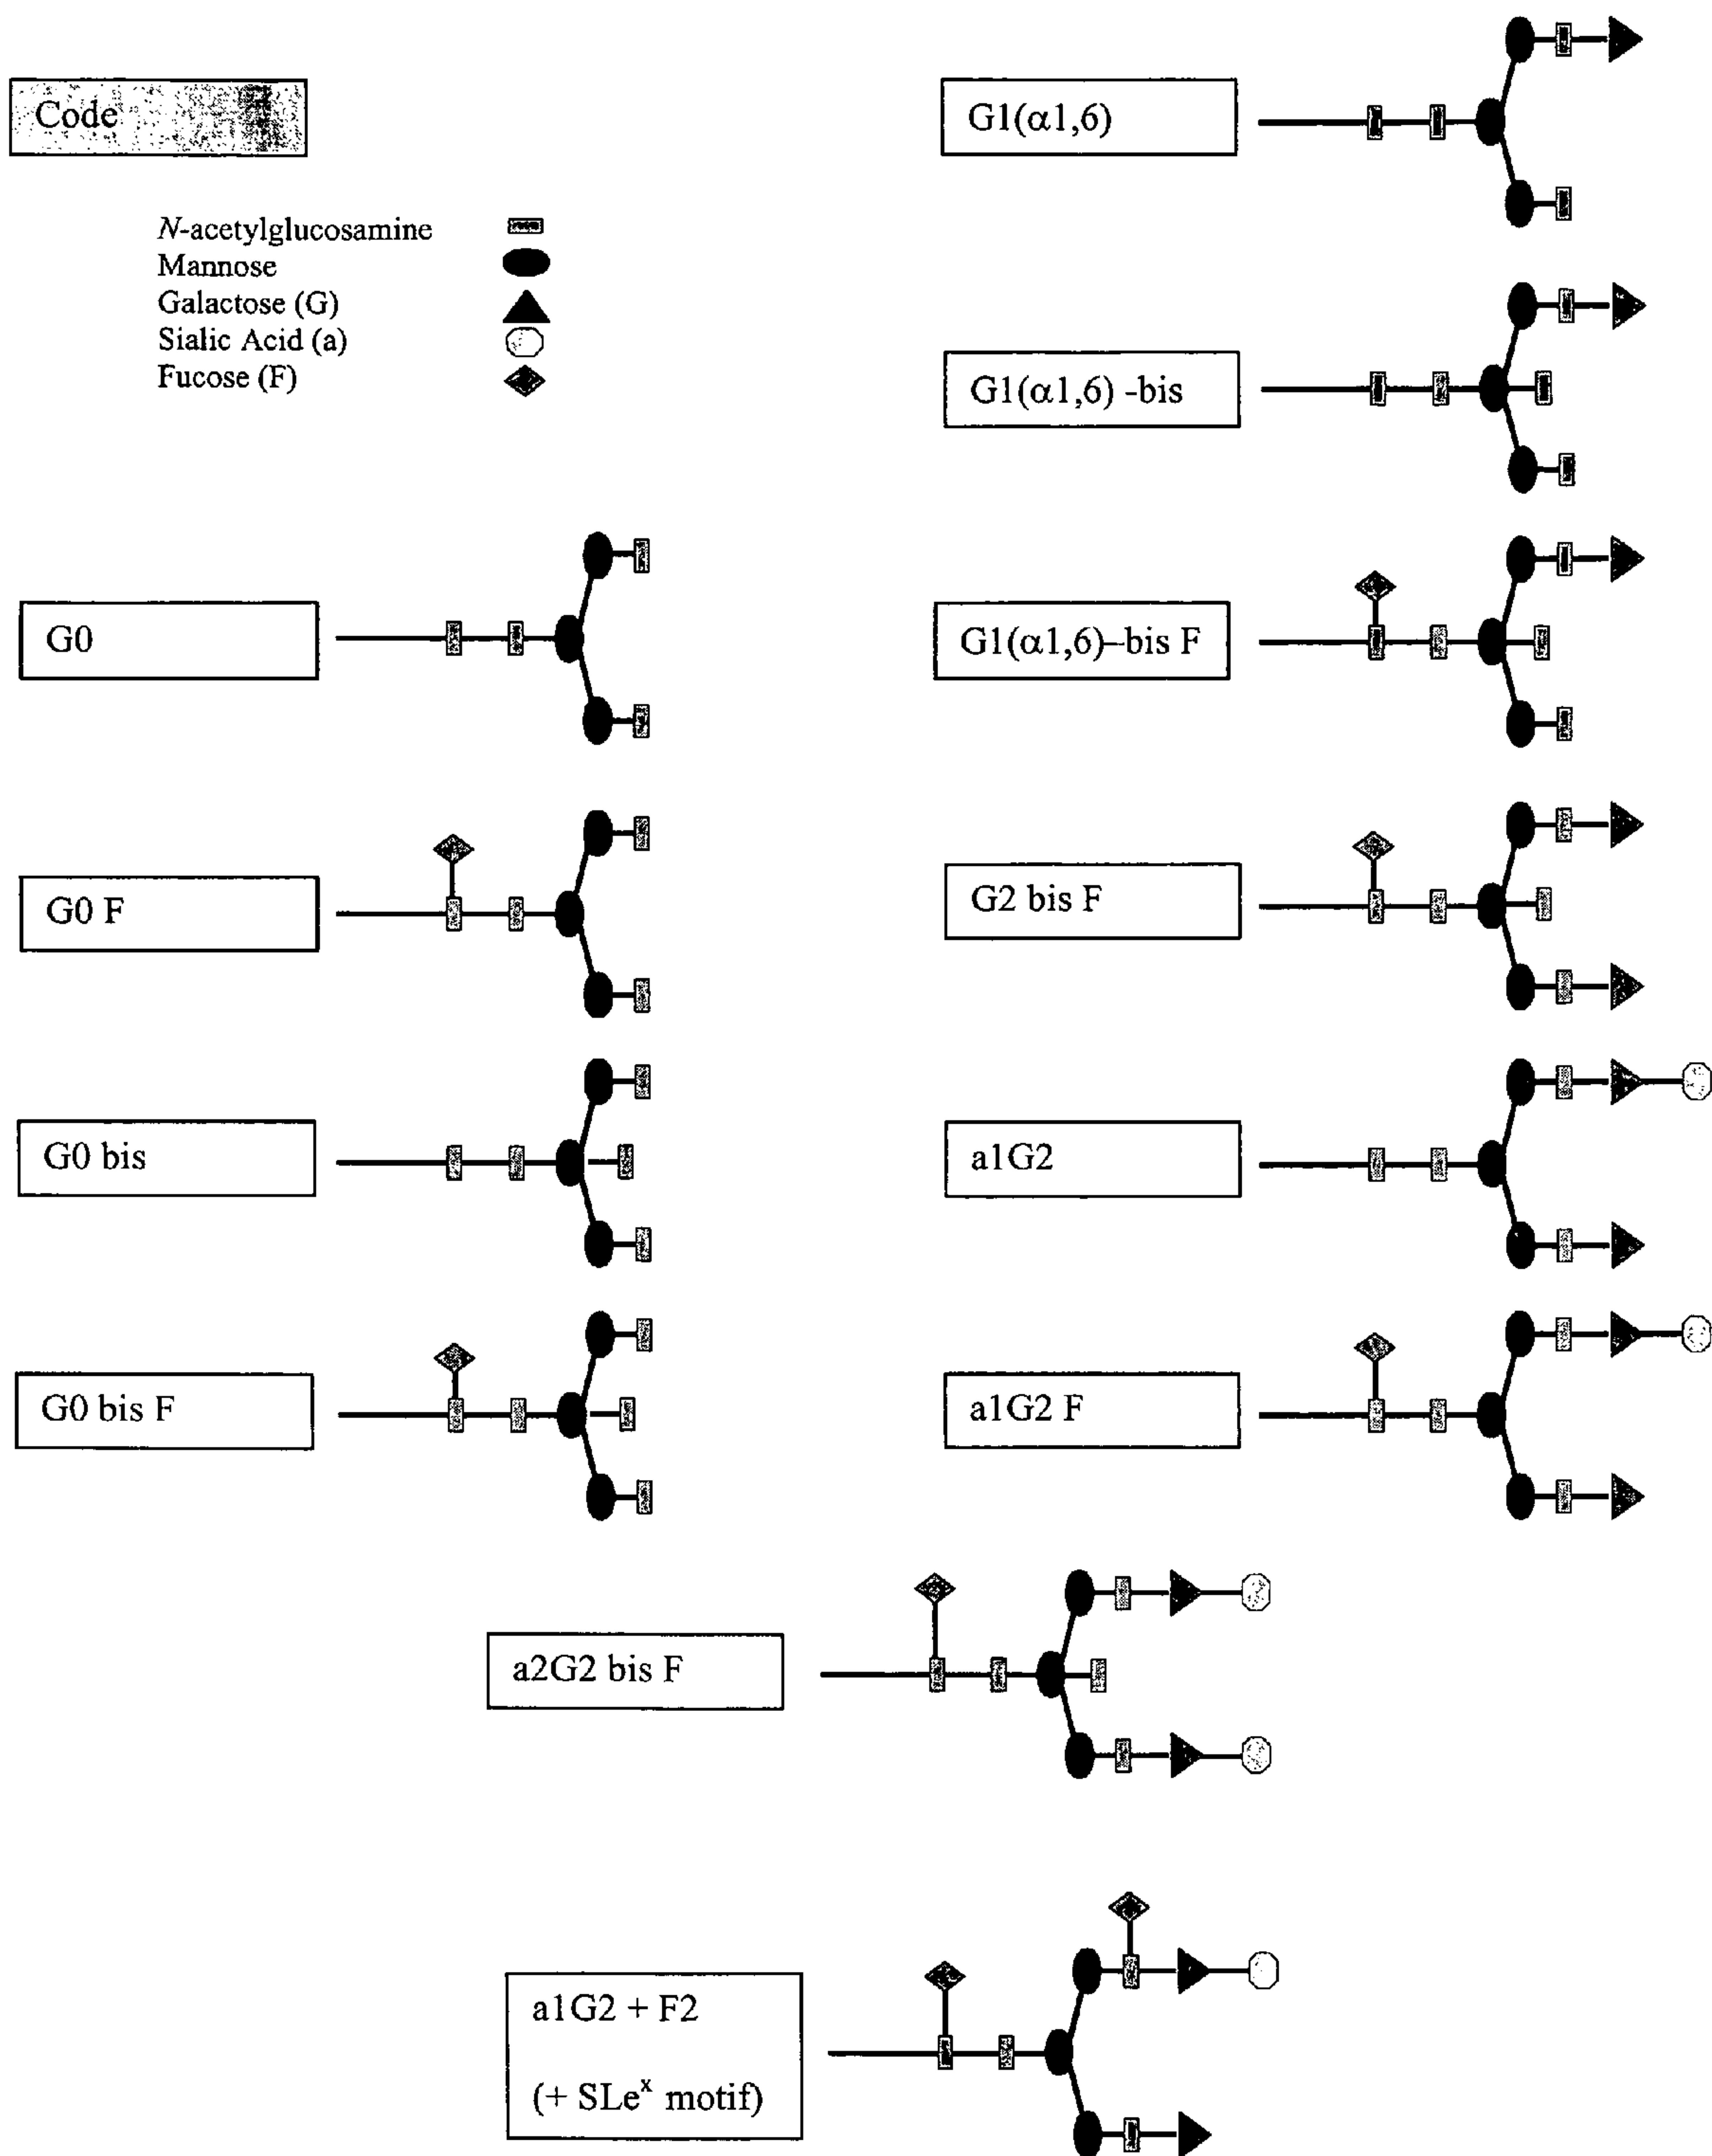 Code
N-acetylglucosamine
Mannose
Galactose (G)
Sialic Acid (a)
Fucose (F)
G0
G0 F
G0 bis
G0 bis F
G1(α1,6)
G1(α1,6) -bis
G1(α1,6)–bis F
G2 bis F
a1G2
a1G2 F
a2G2 bis F
a1G2 + F2
(+ SLeˣ motif)